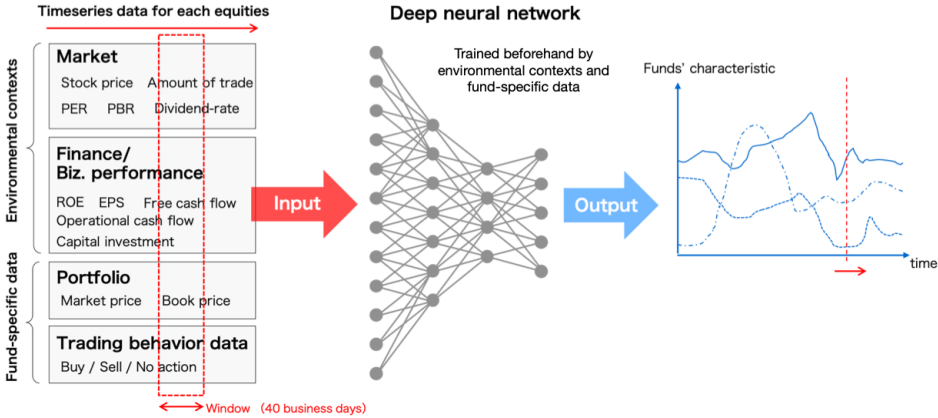 Timeseries data for each equities
Environmental contexts
Market
Stock price Amount of trade
PER PBR Dividend-rate
Finance/
Biz. performance
ROE EPS Free cash flow
Operational cash flow
Capital investment
Fund-specific data
Portfolio
Market price Book price
Trading behavior data
Buy / Sell / No action
Window (40 business days)
Input
Deep neural network
Trained beforehand by
environmental contexts and
fund-specific data
Output
Funds' characteristic
time